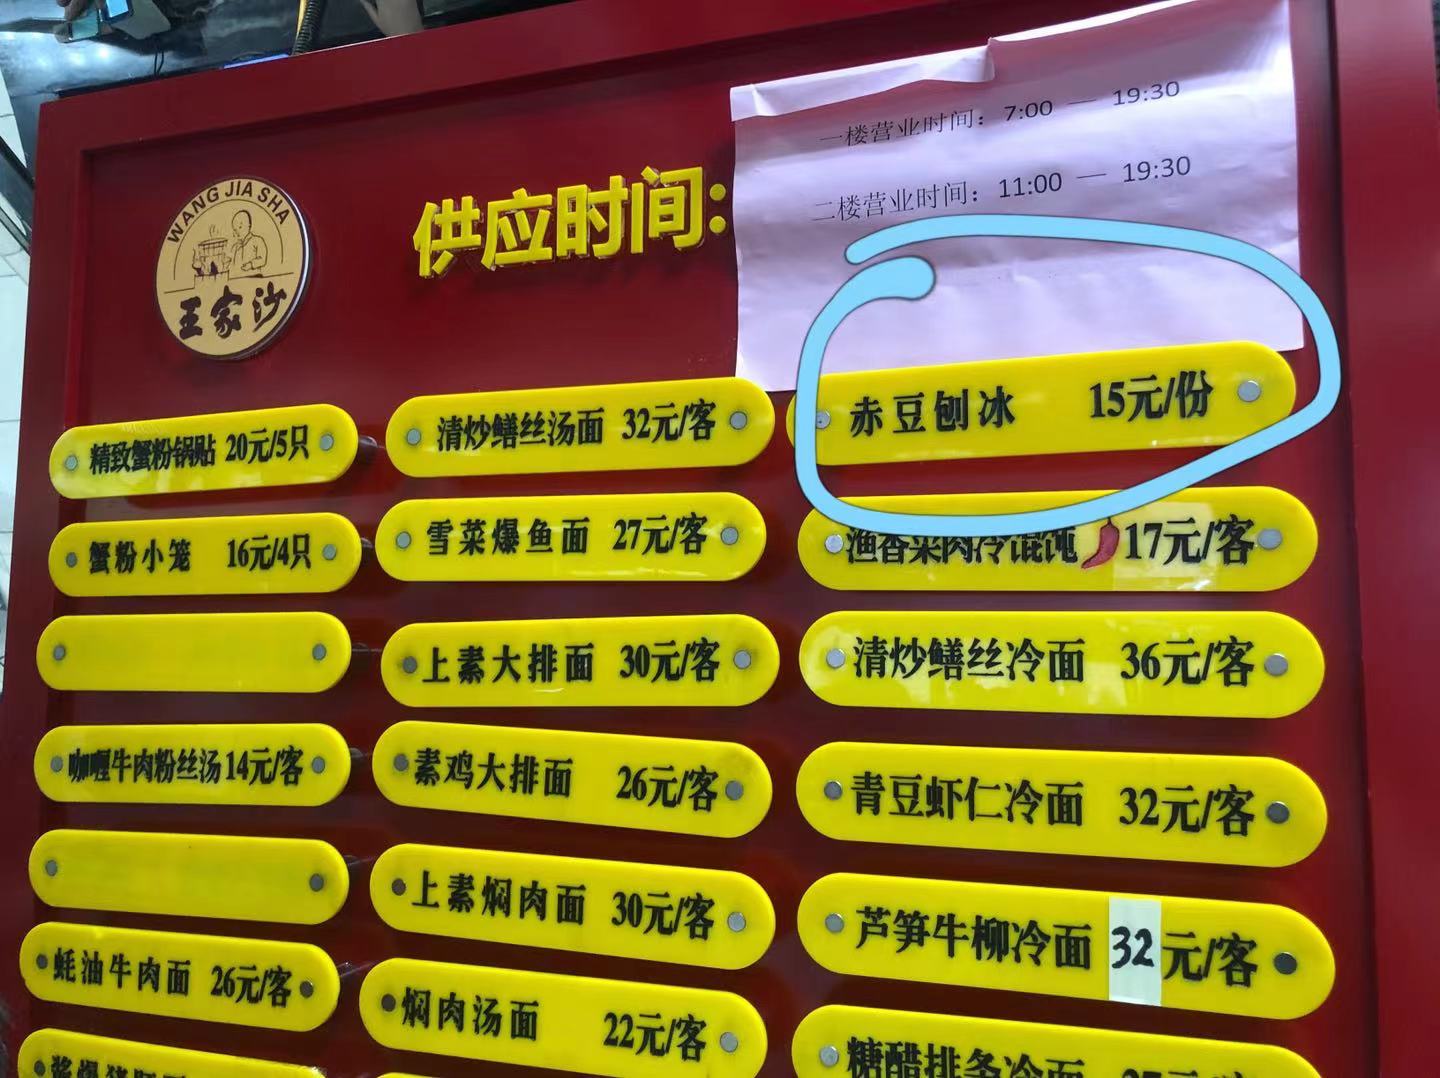 WANG JIA SHA
王家沙
供应时间:
一楼营业时间：7:00 — 19:30
二楼营业时间：11:00 — 19:30
精致蟹粉锅贴 20元/5只
蟹粉小笼 16元/4只
咖喱牛肉粉丝汤 14元/客
蚝油牛肉面 26元/客
清炒鳝丝汤面 32元/客
雪菜爆鱼面 27元/客
上素大排面 30元/客
素鸡大排面 26元/客
上素焖肉面 30元/客
焖肉汤面 22元/客
赤豆刨冰 15元/份
渔香菜肉冷馄饨 17元/客
清炒鳝丝冷面 36元/客
青豆虾仁冷面 32元/客
芦笋牛柳冷面 32元/客
糖醋排条冷面